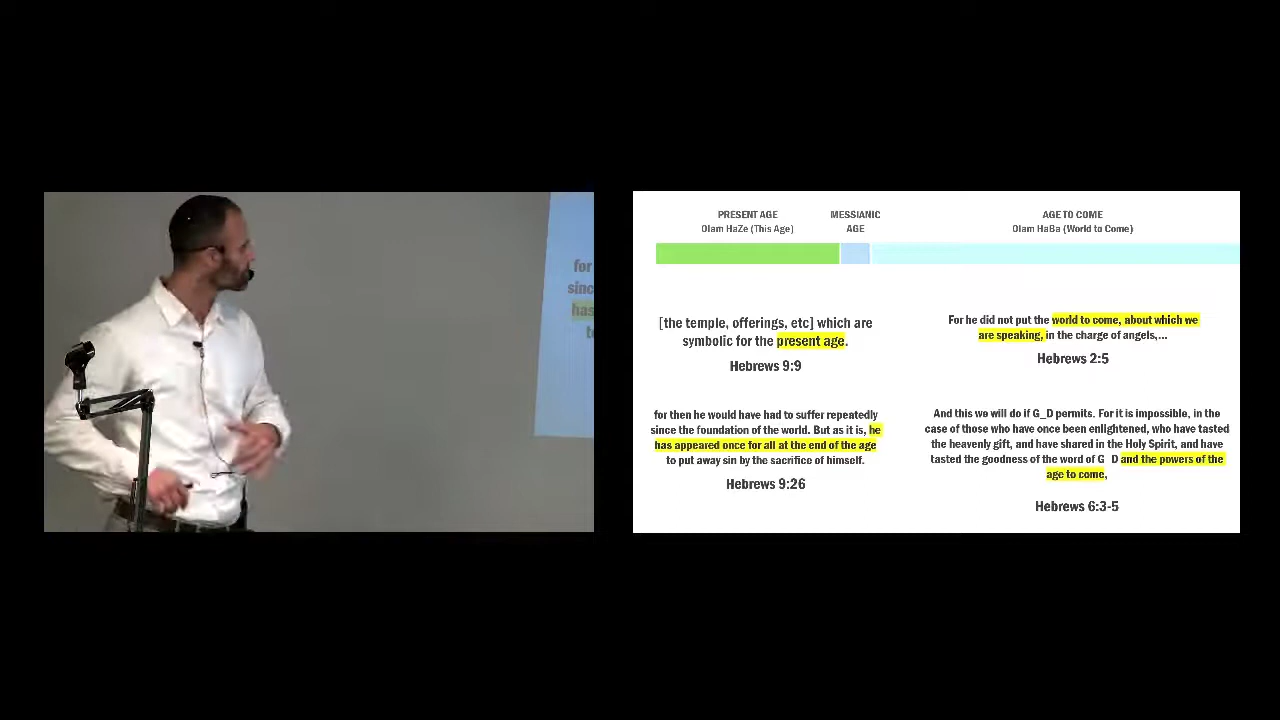 for
sinc
has
PRESENT AGE
Olam HaZe (This Age)
MESSIANIC
AGE
AGE TO COME
Olam HaBa (World to Come)
[the temple, offerings, etc] which are
symbolic for the present age.
Hebrews 9:9
For he did not put the world to come, about which we
are speaking, in the charge of angels,...
Hebrews 2:5
for then he would have had to suffer repeatedly
since the foundation of the world. But as it is, he
has appeared once for all at the end of the age
to put away sin by the sacrifice of himself.
Hebrews 9:26
And this we will do if G_D permits. For it is impossible, in the
case of those who have once been enlightened, who have tasted
the heavenly gift, and have shared in the Holy Spirit, and have
tasted the goodness of the word of G_D and the powers of the
age to come,
Hebrews 6:3-5